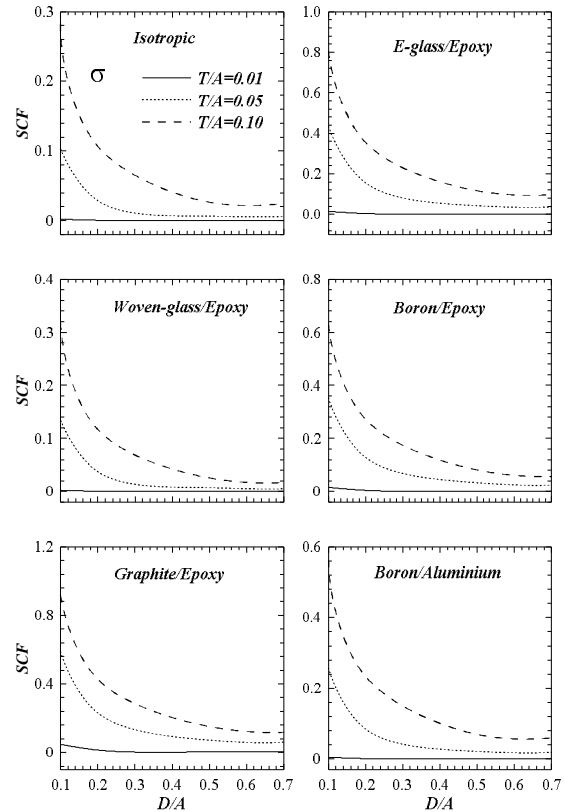 Isotropic
σ
T/A=0.01
T/A=0.05
T/A=0.10
SCF
0.3
0.2
0.1
0
E-glass/Epoxy
1.0
0.8
0.6
0.4
0.2
0.0
Woven-glass/Epoxy
SCF
0.4
0.3
0.2
0.1
0
Boron/Epoxy
0.8
0.6
0.4
0.2
0
Graphite/Epoxy
SCF
1.2
0.8
0.4
0
0.1 0.2 0.3 0.4 0.5 0.6 0.7
D/A
Boron/Aluminium
0.6
0.4
0.2
0
0.1 0.2 0.3 0.4 0.5 0.6 0.7
D/A